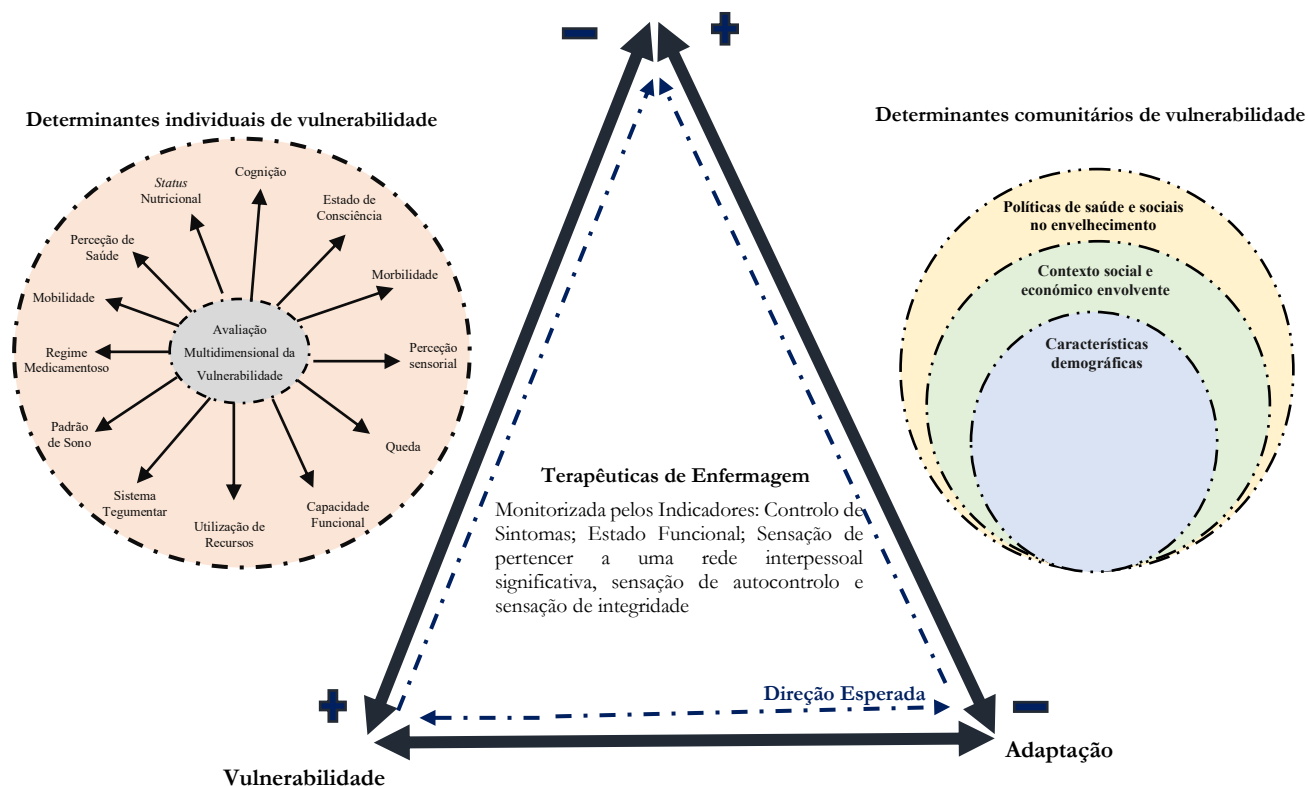 Determinantes individuais de vulnerabilidade
Cognição
Status
Nutricional
Estado de
Consciência
Perceção de
Saúde
Morbilidade
Mobilidade
Avaliação
Multidimensional da
Vulnerabilidade
Regime
Medicamentoso
Perceção
sensorial
Padrão
de Sono
Queda
Sistema
Tegumentar
Utilização de
Recursos
Capacidade
Funcional
− +
Terapêuticas de Enfermagem
Monitorizada pelos Indicadores: Controlo de
Sintomas; Estado Funcional; Sensação de
pertencer a uma rede interpessoal
significativa, sensação de autocontrolo e
sensação de integridade
Direção Esperada
+
−
Vulnerabilidade
Adaptação
Determinantes comunitários de vulnerabilidade
Políticas de saúde e sociais
no envelhecimento
Contexto social e
económico envolvente
Características
demográficas